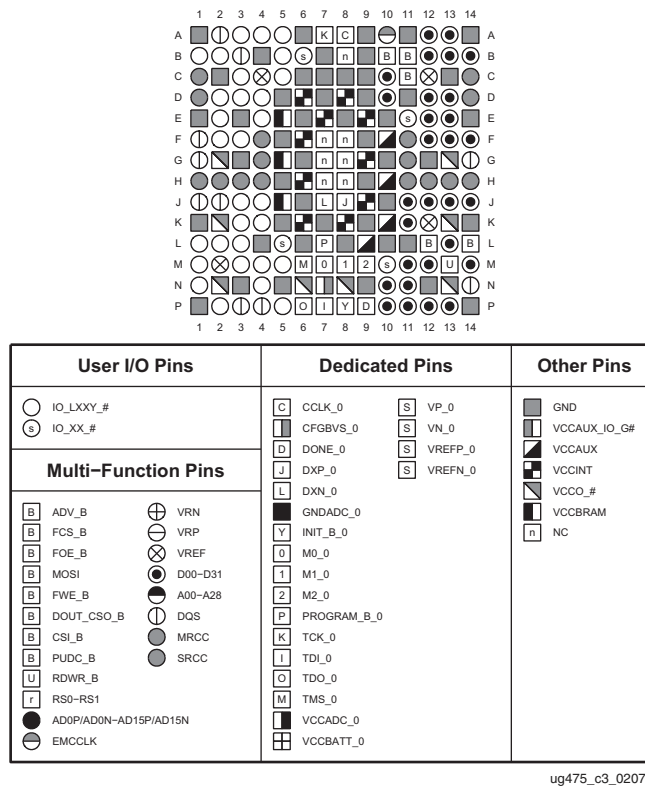 1 2 3 4 5 6 7 8 9 10 11 12 13 14
A K C A
B s n B B B
C B C
D D
E s E
F n n F
G n n G
H n n H
J L J J
K K
L s P B B L
M M 0 1 2 s U M
N N
P O I Y D P
1 2 3 4 5 6 7 8 9 10 11 12 13 14
User I/O Pins
IO_LXXY_#
s IO_XX_#
Multi−Function Pins
B ADV_B
B FCS_B
B FOE_B
B MOSI
B FWE_B
B DOUT_CSO_B
B CSI_B
B PUDC_B
U RDWR_B
r RS0−RS1
AD0P/AD0N−AD15P/AD15N
EMCCLK
VRN
VRP
VREF
D00−D31
A00−A28
DQS
MRCC
SRCC
Dedicated Pins
C CCLK_0
CFGBVS_0
D DONE_0
J DXP_0
L DXN_0
GNDADC_0
Y INIT_B_0
0 M0_0
1 M1_0
2 M2_0
P PROGRAM_B_0
K TCK_0
I TDI_0
O TDO_0
M TMS_0
VCCADC_0
VCCBATT_0
S VP_0
S VN_0
S VREFP_0
S VREFN_0
Other Pins
GND
VCCAUX_IO_G#
VCCAUX
VCCINT
VCCO_#
VCCBRAM
n NC
ug475_c3_0207